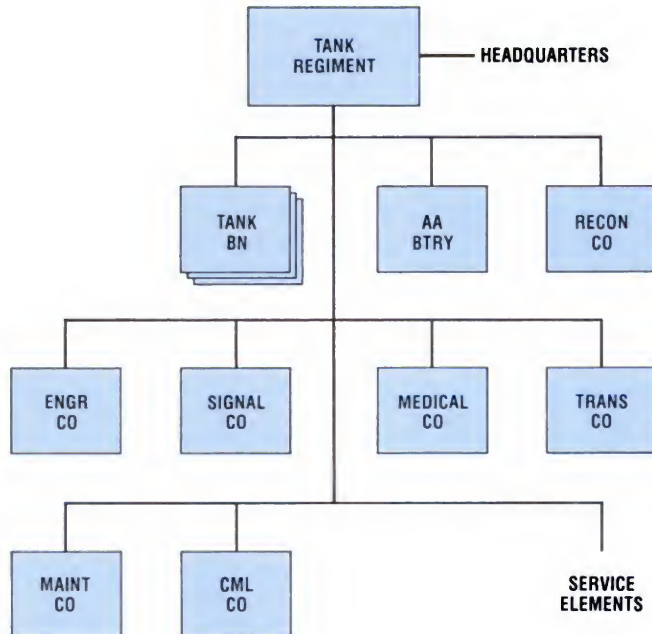 TANK
REGIMENT
HEADQUARTERS
TANK
BN
AA
BTRY
RECON
CO
ENGR
CO
SIGNAL
CO
MEDICAL
CO
TRANS
CO
MAINT
CO
CML
CO
SERVICE
ELEMENTS